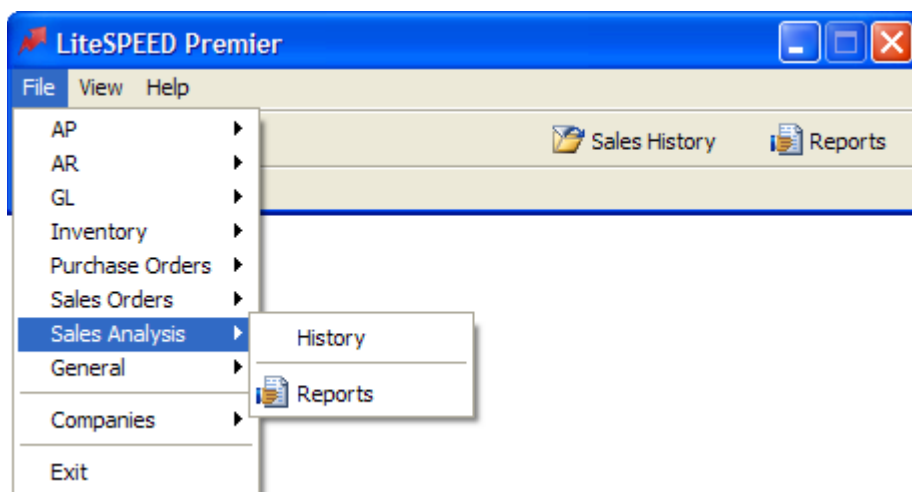 LiteSPEED Premier
File View Help
Sales History Reports
AP
AR
GL
Inventory
Purchase Orders
Sales Orders
Sales Analysis
General
Companies
Exit
History
Reports